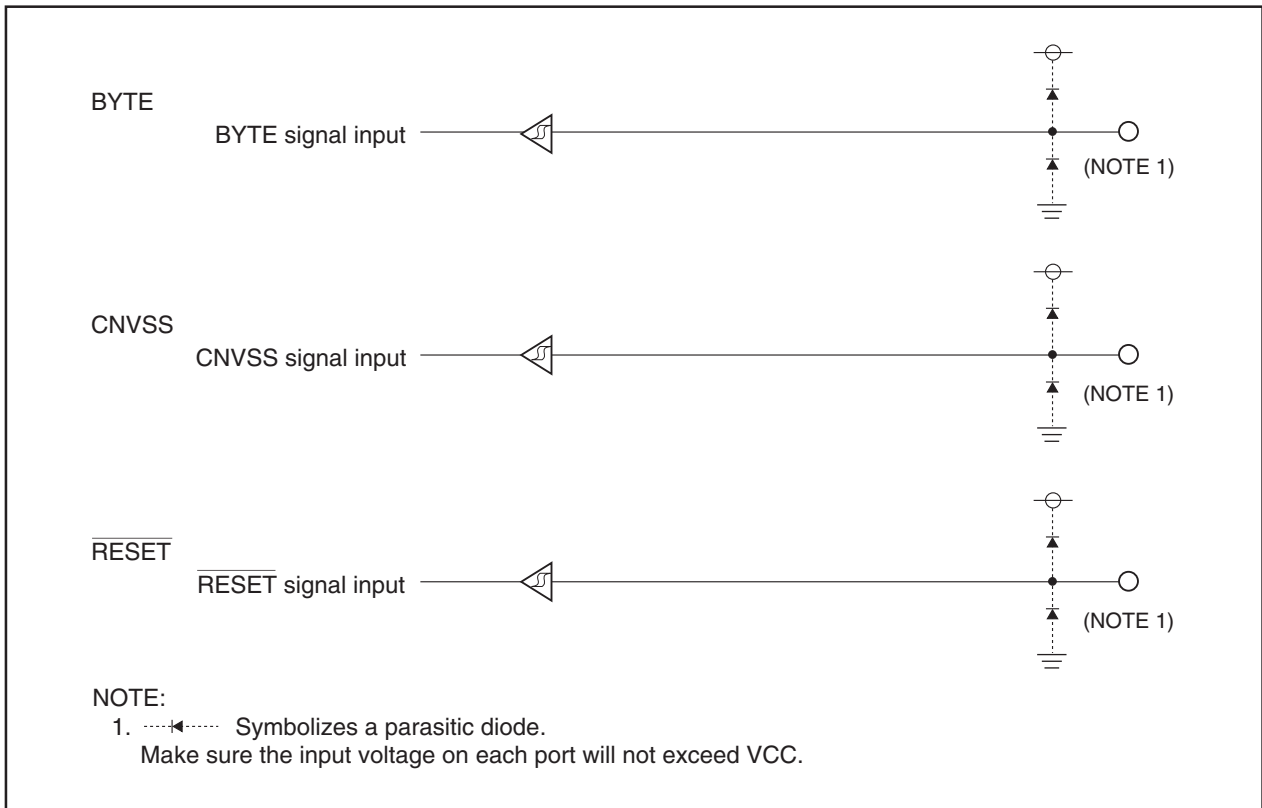 BYTE
BYTE signal input
(NOTE 1)
CNVSS
CNVSS signal input
(NOTE 1)
RESET
RESET signal input
(NOTE 1)
NOTE:
1. Symbolizes a parasitic diode.
Make sure the input voltage on each port will not exceed VCC.